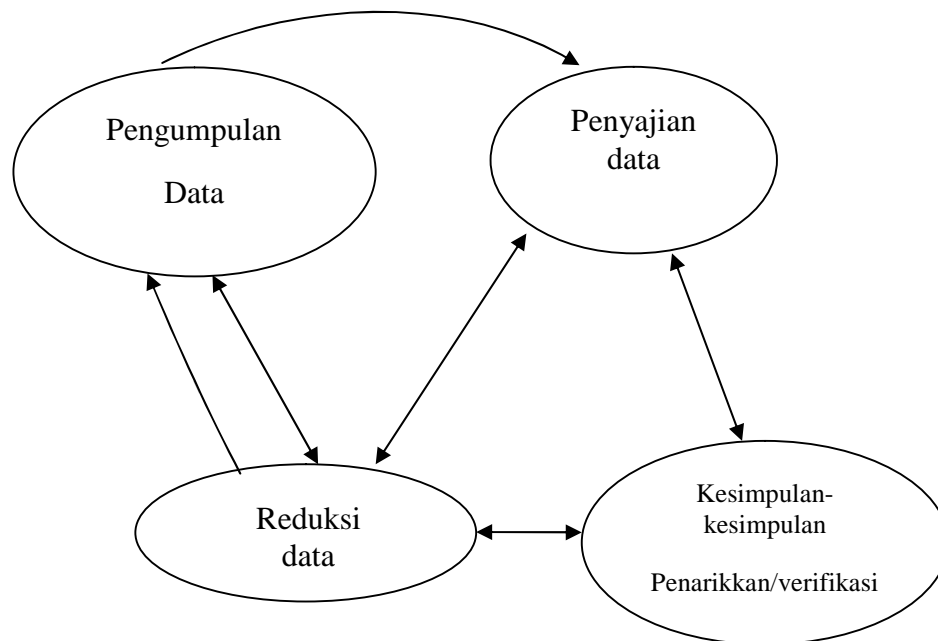 Pengumpulan
Data
Penyajian
data
Reduksi
data
Kesimpulan-
kesimpulan
Penarikkan/verifikasi